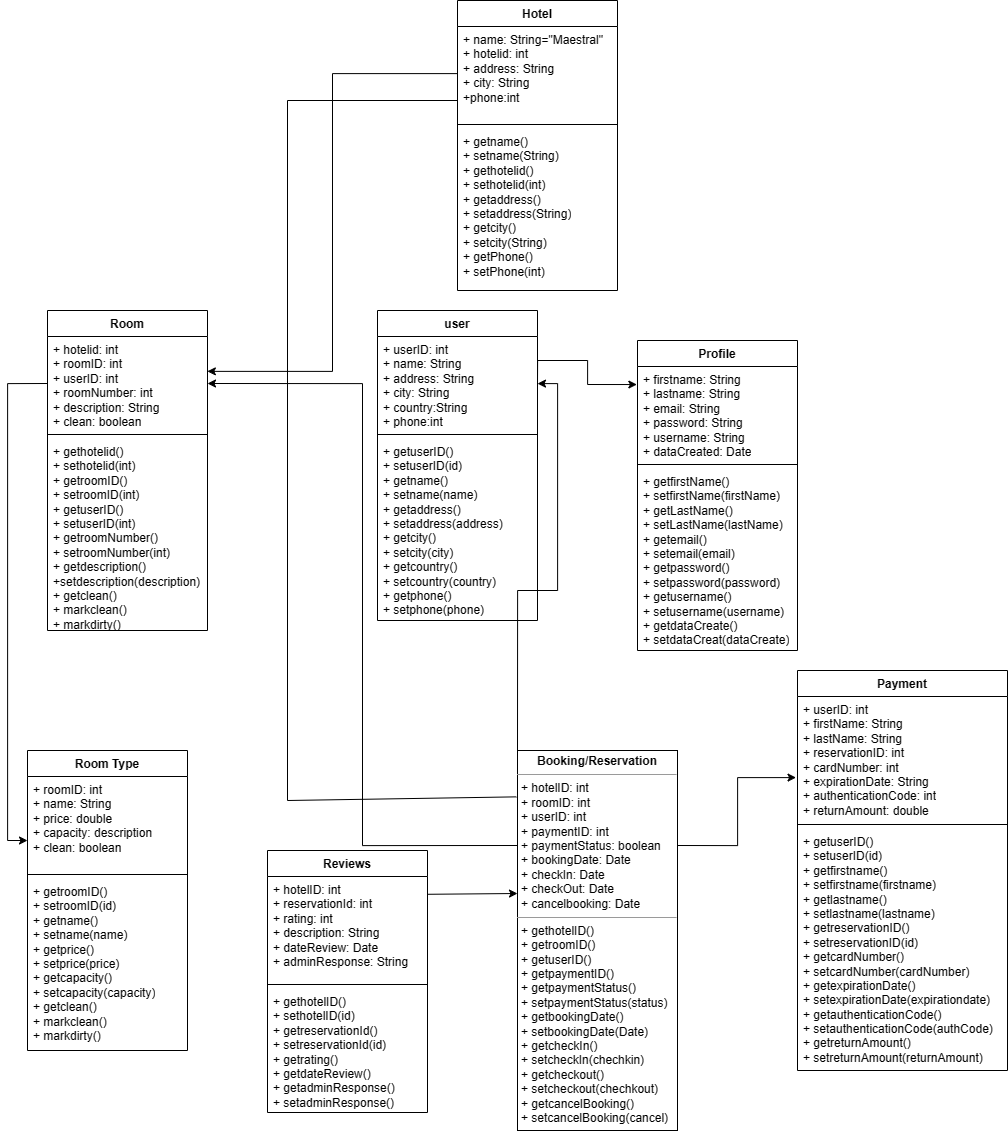 Hotel
+ name: String="Maestral"
+ hotelid: int
+ address: String
+ city: String
+phone:int
+ getname()
+ setname(String)
+ gethotelid()
+ sethotelid(int)
+ getaddress()
+ setaddress(String)
+ getcity()
+ setcity(String)
+ getPhone()
+ setPhone(int)
Room
+ hotelid: int
+ roomID: int
+ userID: int
+ roomNumber: int
+ description: String
+ clean: boolean
+ gethotelid()
+ sethotelid(int)
+ getroomID()
+ setroomID(int)
+ getuserID()
+ setuserID(int)
+ getroomNumber()
+ setroomNumber(int)
+ getdescription()
+setdescription(description)
+ getclean()
+ markclean()
+ markdirty()
user
+ userID: int
+ name: String
+ address: String
+ city: String
+ country:String
+ phone:int
+ getuserID()
+ setuserID(id)
+ getname()
+ setname(name)
+ getaddress()
+ setaddress(address)
+ getcity()
+ setcity(city)
+ getcountry()
+ setcountry(country)
+ getphone()
+ setphone(phone)
Profile
+ firstname: String
+ lastname: String
+ email: String
+ password: String
+ username: String
+ dataCreated: Date
+ getfirstName()
+ setfirstName(firstName)
+ getLastName()
+ setLastName(lastName)
+ getemail()
+ setemail(email)
+ getpassword()
+ setpassword(password)
+ getusername()
+ setusername(username)
+ getdataCreate()
+ setdataCreat(dataCreate)
Room Type
+ roomID: int
+ name: String
+ price: double
+ capacity: description
+ clean: boolean
+ getroomID()
+ setroomID(id)
+ getname()
+ setname(name)
+ getprice()
+ setprice(price)
+ getcapacity()
+ setcapacity(capacity)
+ getclean()
+ markclean()
+ markdirty()
Reviews
+ hotelID: int
+ reservationId: int
+ rating: int
+ description: String
+ dateReview: Date
+ adminResponse: String
+ gethotelID()
+ sethotelID(id)
+ getreservationId()
+ setreservationId(id)
+ getrating()
+ getdateReview()
+ getadminResponse()
+ setadminResponse()
Booking/Reservation
+ hotelID: int
+ roomID: int
+ userID: int
+ paymentID: int
+ paymentStatus: boolean
+ bookingDate: Date
+ checkIn: Date
+ checkOut: Date
+ cancelbooking: Date
+ gethotelID()
+ getroomID()
+ getuserID()
+ getpaymentID()
+ getpaymentStatus()
+ setpaymentStatus(status)
+ getbookingDate()
+ setbookingDate(Date)
+ getcheckIn()
+ setcheckIn(chechkin)
+ getcheckout()
+ setcheckout(chechkout)
+ getcancelBooking()
+ setcancelBooking(cancel)
Payment
+ userID: int
+ firstName: String
+ lastName: String
+ reservationID: int
+ cardNumber: int
+ expirationDate: String
+ authenticationCode: int
+ returnAmount: double
+ getuserID()
+ setuserID(id)
+ getfirstname()
+ setfirstname(firstname)
+ getlastname()
+ setlastname(lastname)
+ getreservationID()
+ setreservationID(id)
+ getcardNumber()
+ setcardNumber(cardNumber)
+ getexpirationDate()
+ setexpirationDate(expirationdate)
+ getauthenticationCode()
+ setauthenticationCode(authCode)
+ getreturnAmount()
+ setreturnAmount(returnAmount)